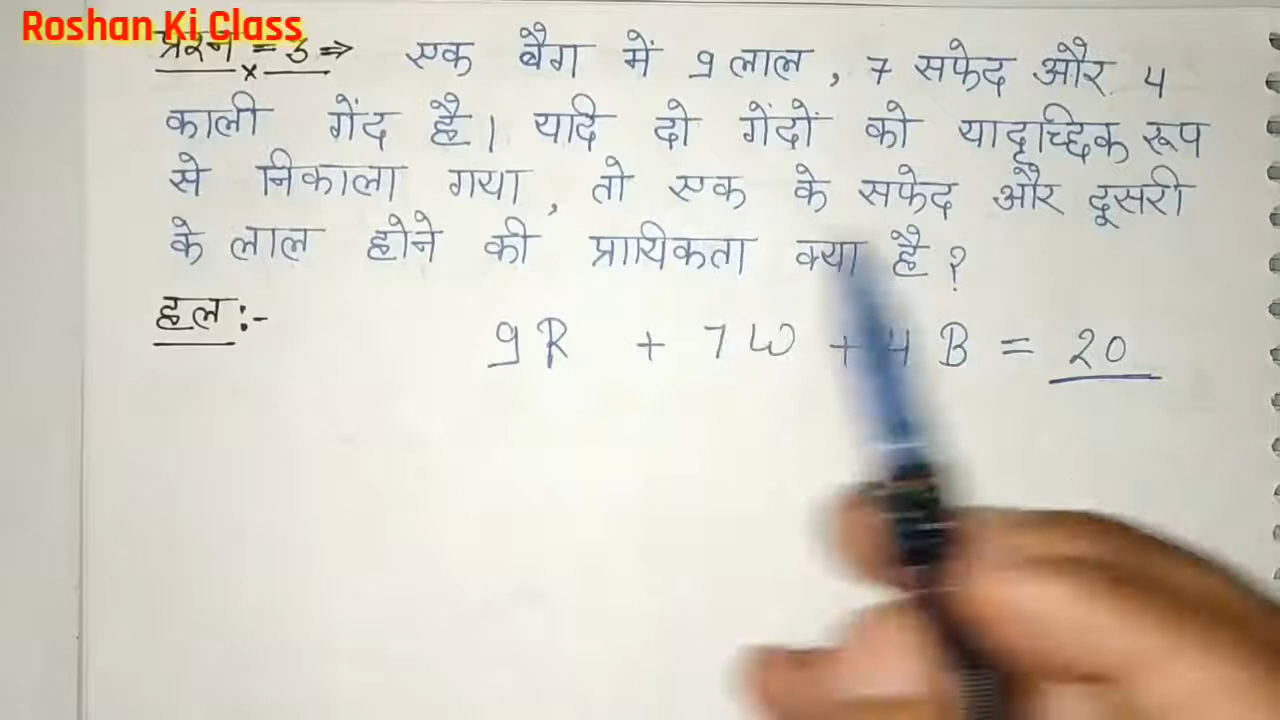 Roshan Ki Class
प्रश्न = 3 ⇒ एक बैग में 9 लाल, 7 सफेद और 4
काली गेंद है। यदि दो गेंदों को यादृच्छिक रूप
से निकाला गया, तो एक के सफेद और दूसरी
के लाल होने की प्रायिकता क्या है?
हल :-
9R + 7W + 4B = 20